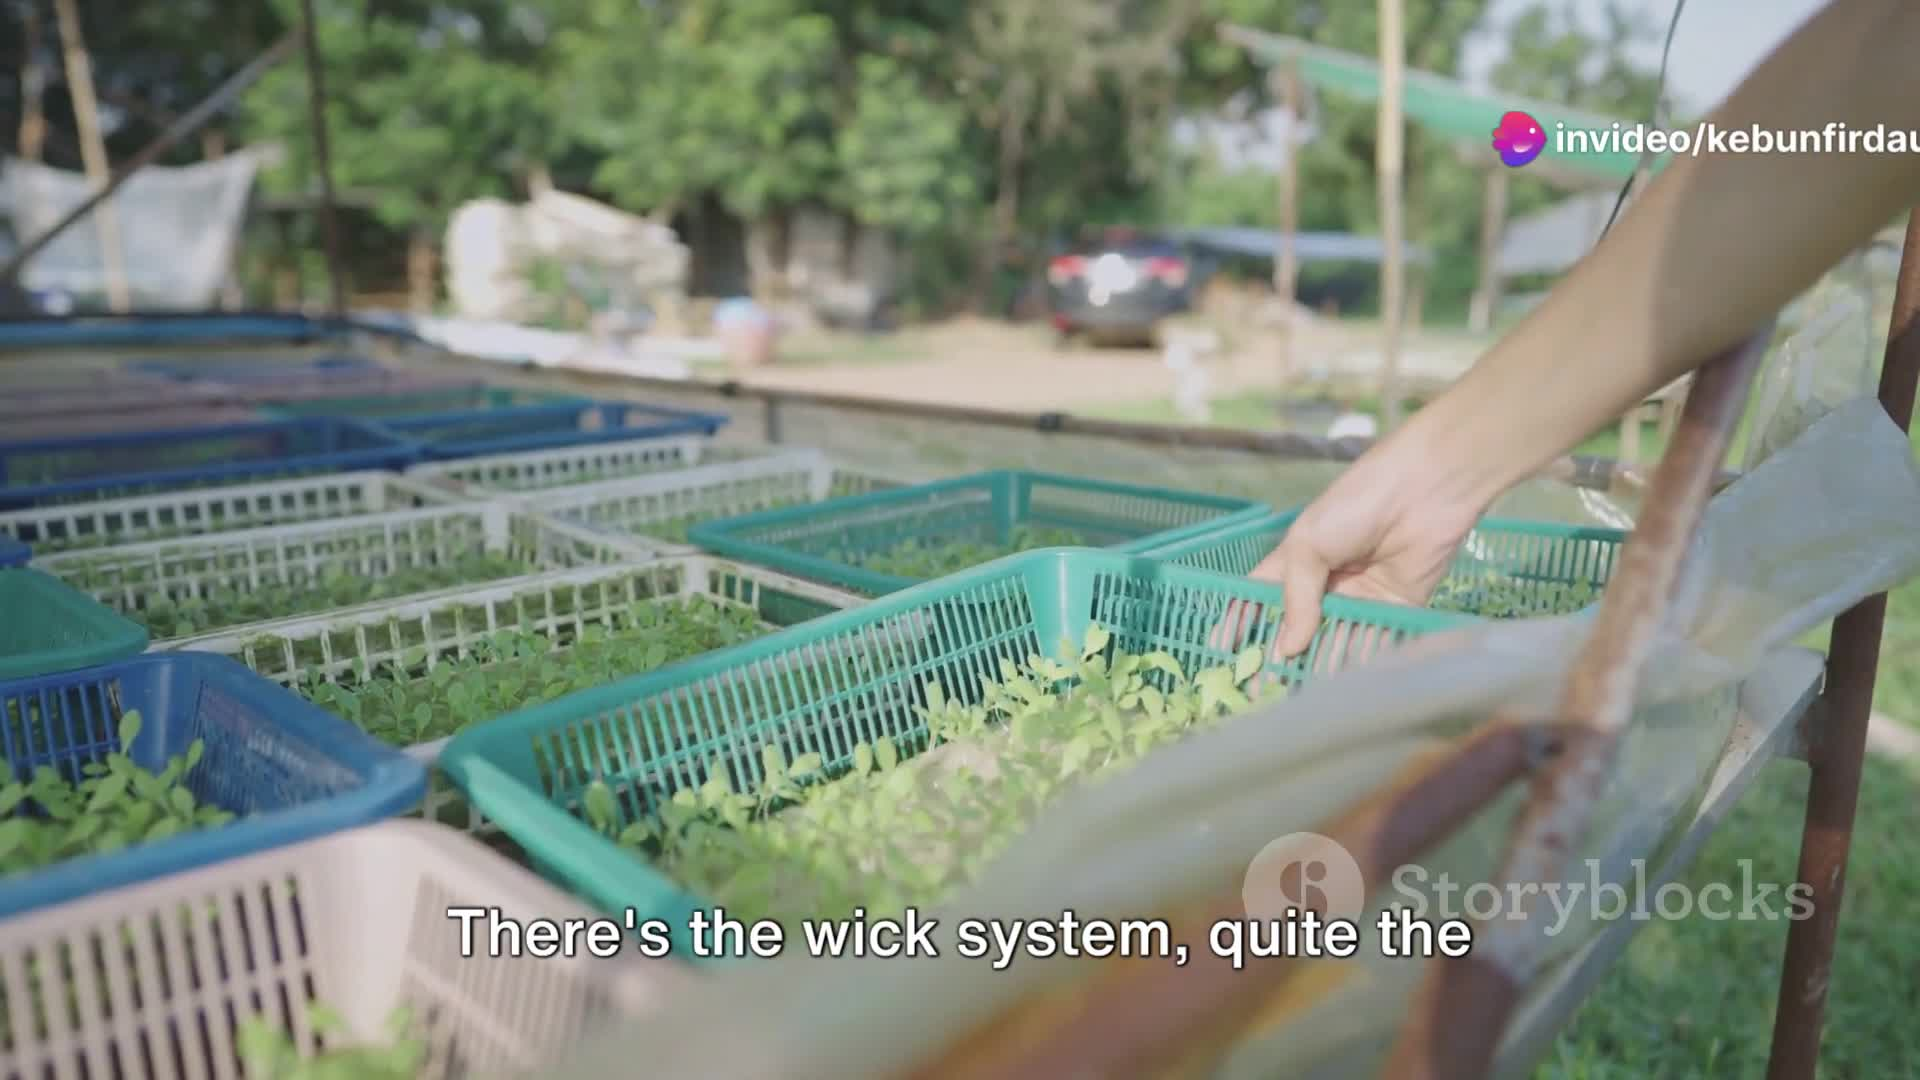 invideo/kebunfirdau
Storyblocks
There's the wick system, quite the